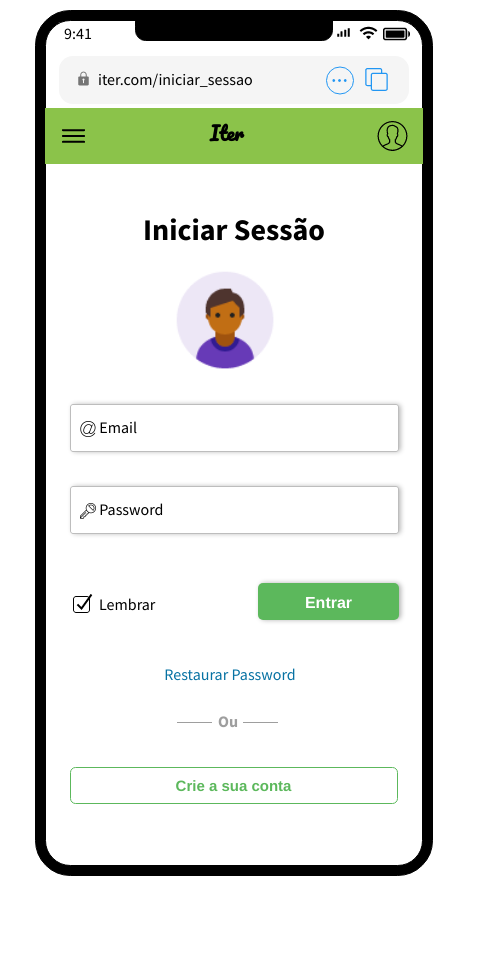 9:41
iter.com/iniciar_sessao
Iter
Iniciar Sessão
@ Email
Password
Lembrar
Entrar
Restaurar Password
Ou
Crie a sua conta